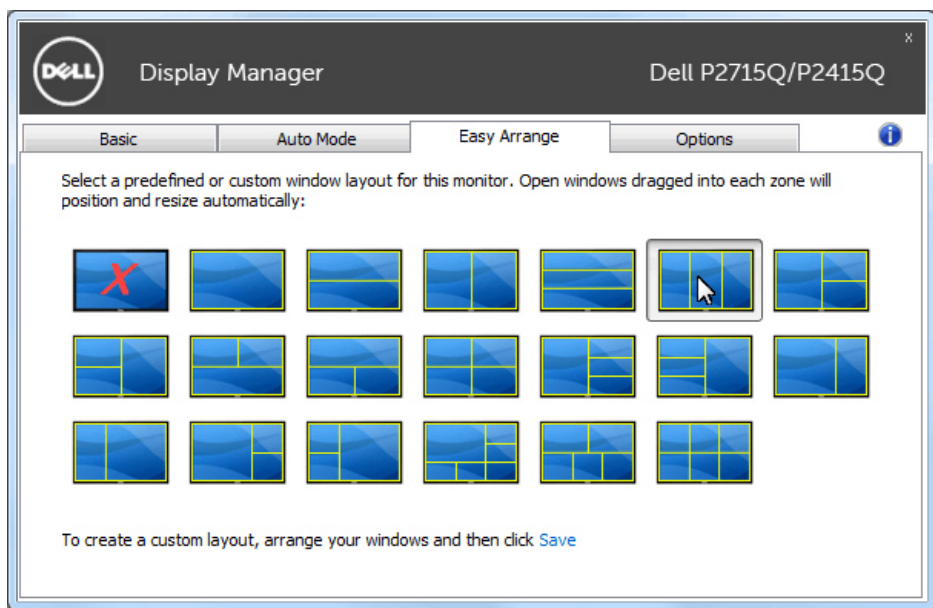 DELL
Display Manager
Dell P2715Q/P2415Q
x
Basic
Auto Mode
Easy Arrange
Options
i
Select a predefined or custom window layout for this monitor. Open windows dragged into each zone will
position and resize automatically:
X
To create a custom layout, arrange your windows and then click Save